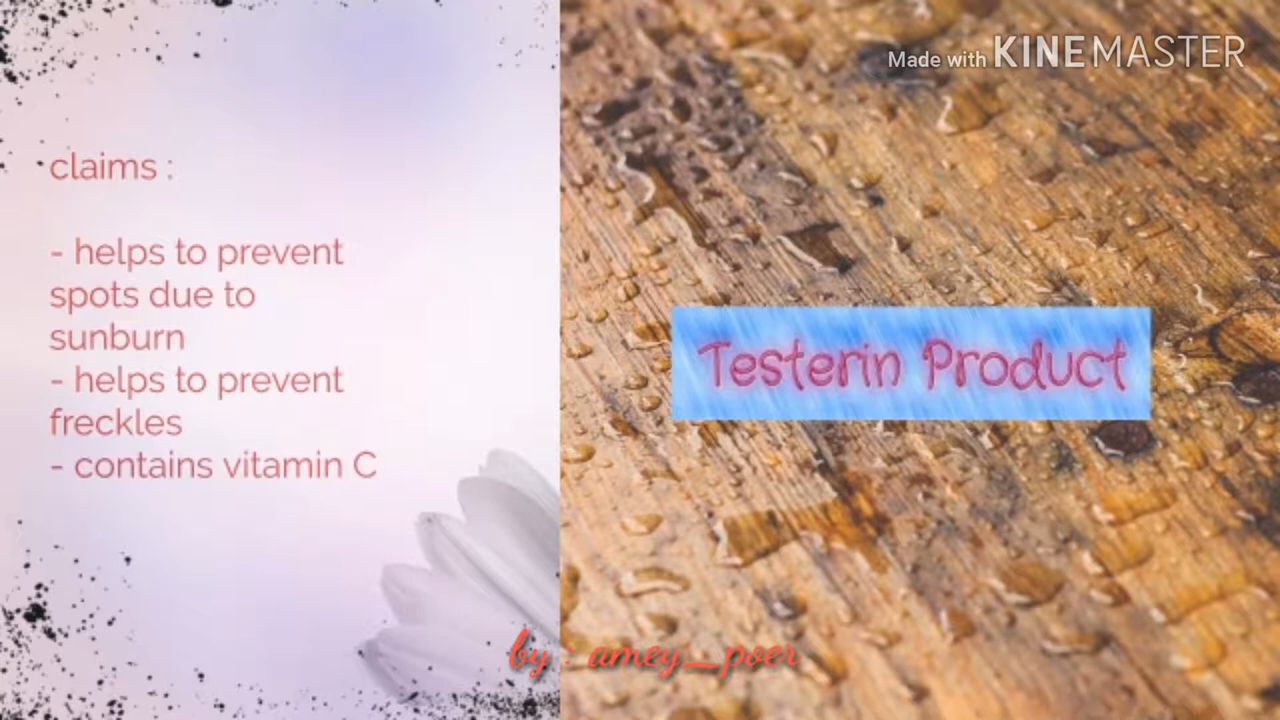 claims :
- helps to prevent
spots due to
sunburn
- helps to prevent
freckles
- contains vitamin C
Made with KINEMASTER
Testerin Product
by : amey_poer